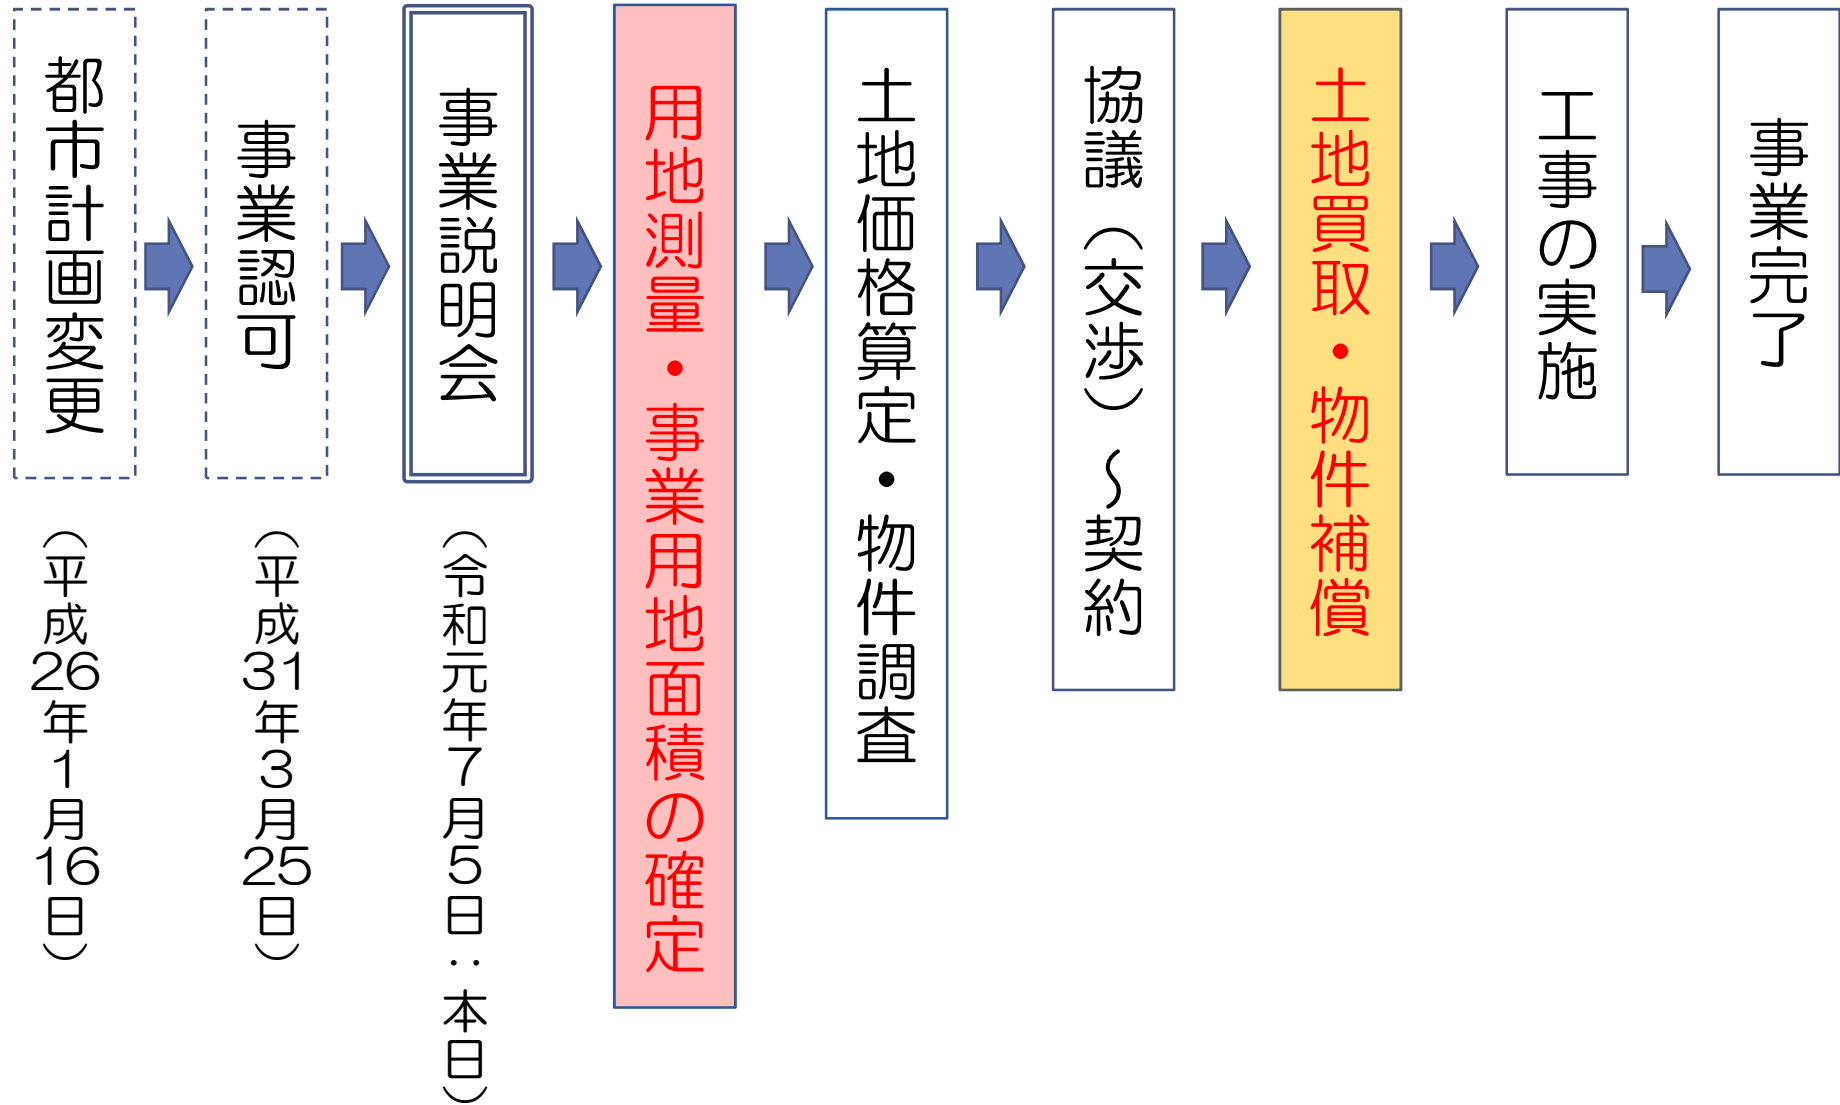 都市計画変更
（平成26年1月16日）
事業認可
（平成31年3月25日）
事業説明会
（令和元年7月5日：本日）
用地測量・事業用地面積の確定
土地価格算定・物件調査
協議（交渉）～契約
土地買取・物件補償
工事の実施
事業完了